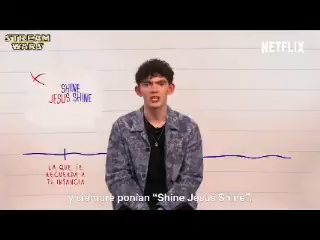 STREAM
WARS
NETFLIX
SHINE
JESUS SHINE
LA QUE TE
RECUERDA A
TU INFANCIA
y siempre ponían "Shine Jesus Shine",